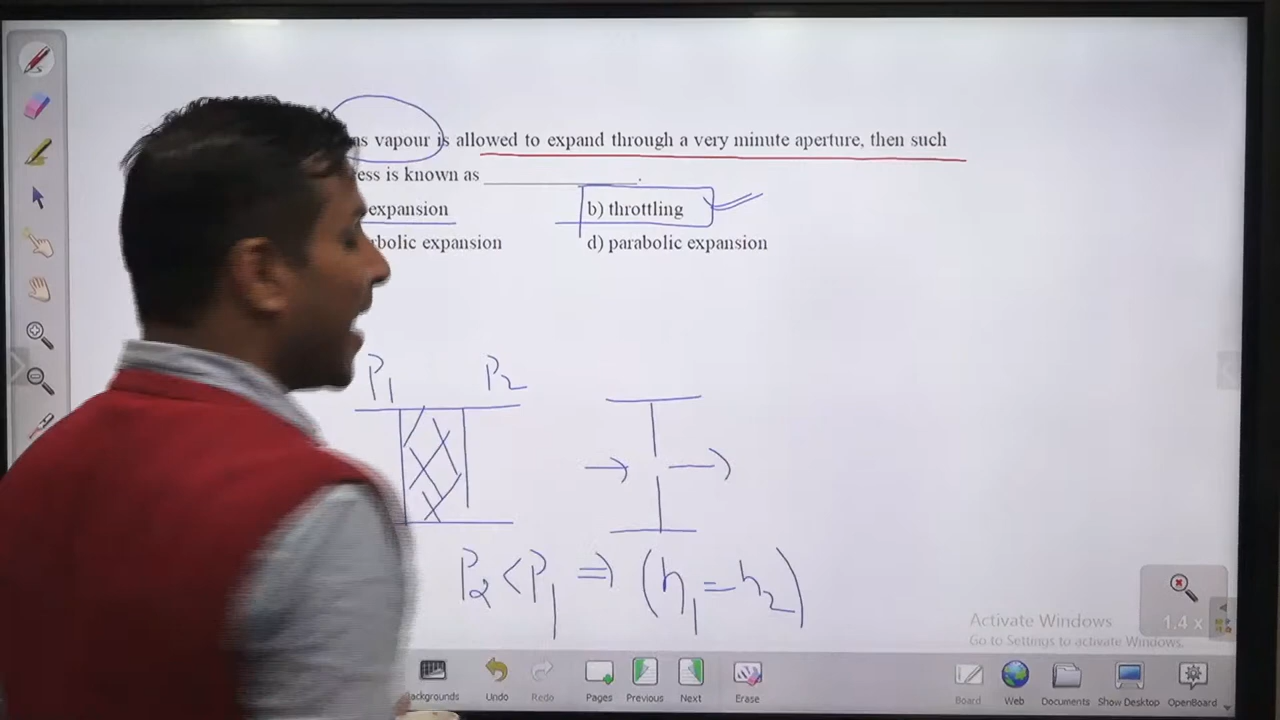 vapour is allowed to expand through a very minute aperture, then such
is known as ____________.
expansion b) throttling
expansion d) parabolic expansion
P1 P2
P2 < P1 ⇒ (h1 = h2)
Activate Windows
Go to Settings to activate Windows.
1.4 x
Backgrounds Undo Redo Pages Previous Next Erase Board Web Documents Show Desktop OpenBoard